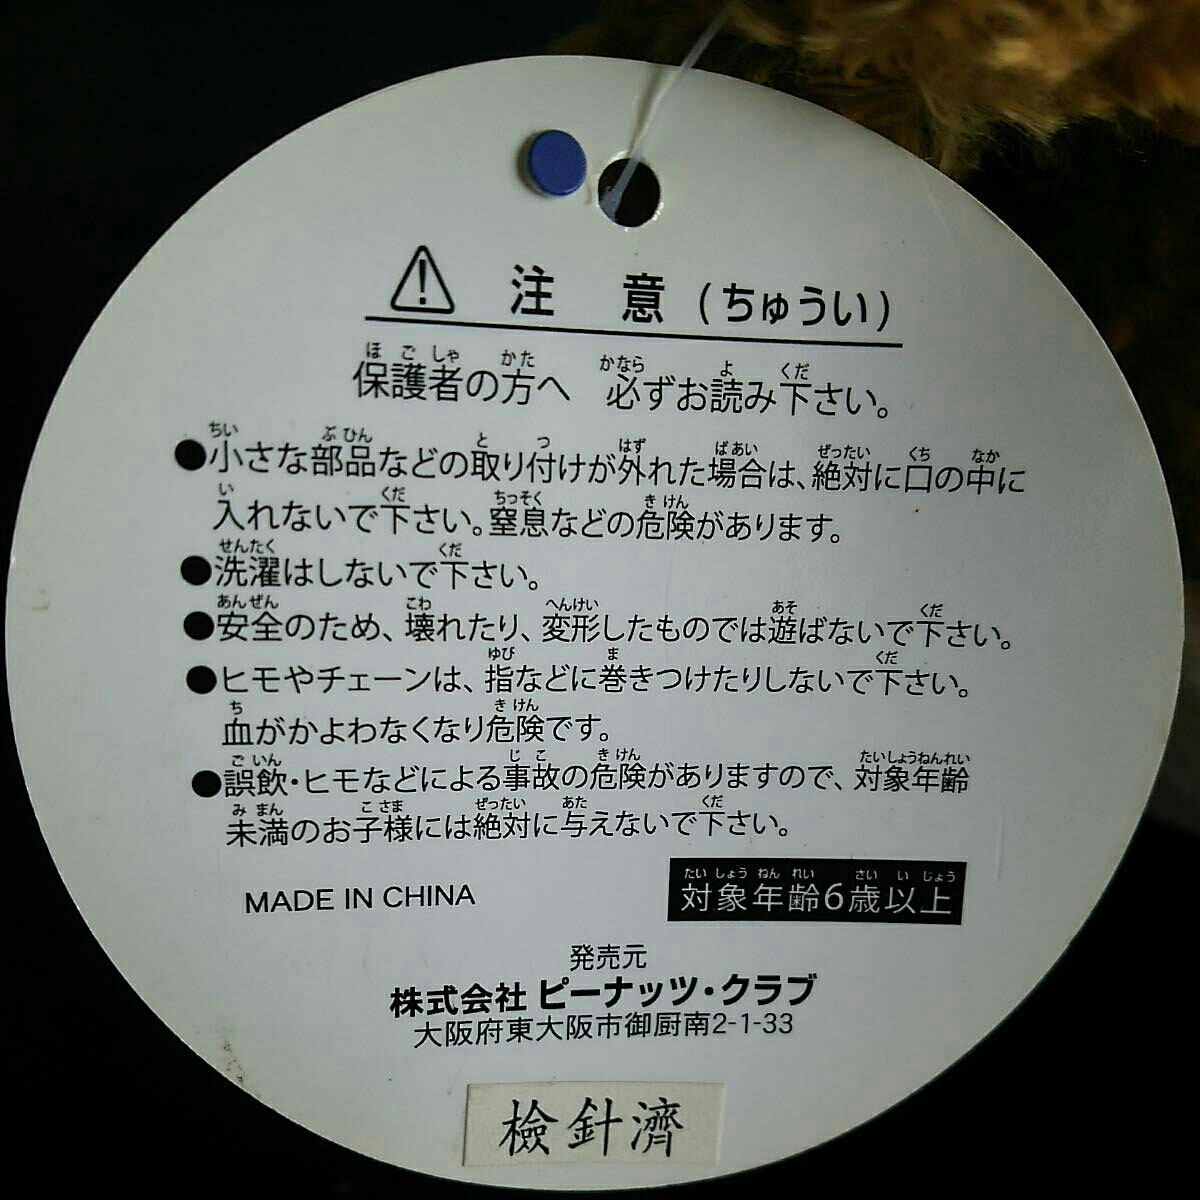 注 意 (ちゅうい)
保護者の方へ 必ずお読み下さい。
●小さな部品などの取り付けが外れた場合は、絶対に口の中に
入れないで下さい。窒息などの危険があります。
●洗濯はしないで下さい。
●安全のため、壊れたり、変形したものでは遊ばないで下さい。
●ヒモやチェーンは、指などに巻きつけたりしないで下さい。
血がかよわなくなり危険です。
●誤飲・ヒモなどによる事故の危険がありますので、対象年齢
未満のお子様には絶対に与えないで下さい。
MADE IN CHINA
対象年齢6歳以上
発売元
株式会社 ピーナッツ・クラブ
大阪府東大阪市御厨南2-1-33
檢針濟